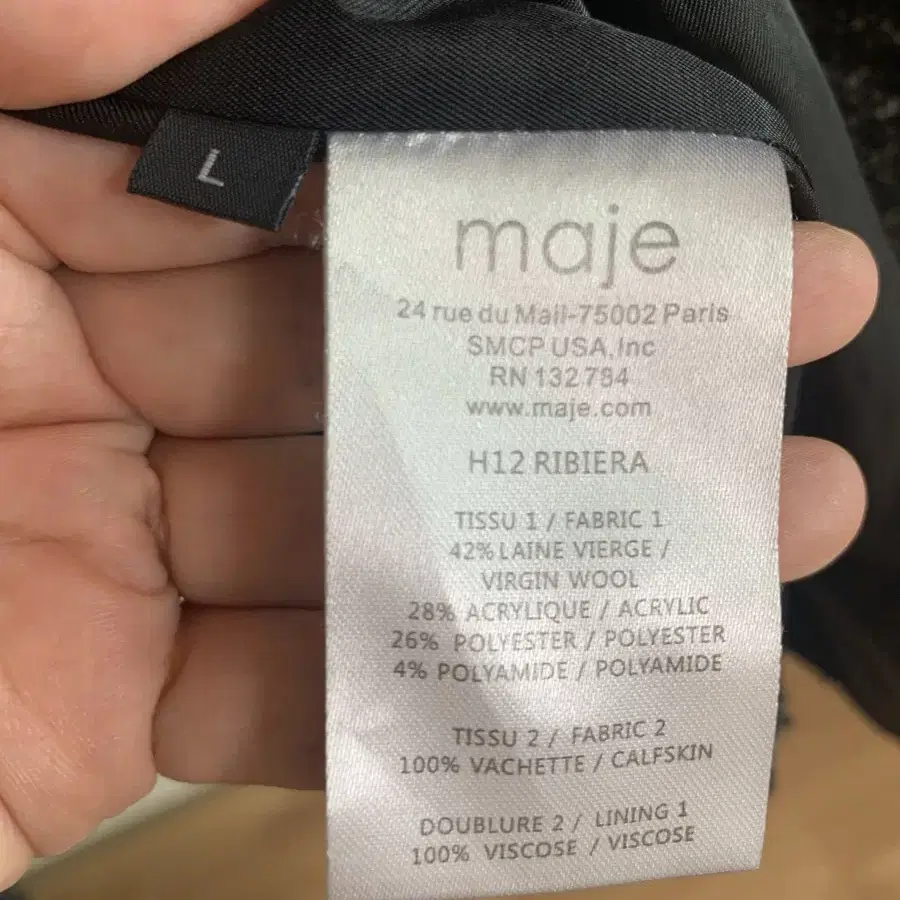 L
maje
24 rue du Mail-75002 Paris
SMCP USA, Inc
RN 132 784
www.maje.com
H12 RIBIERA
TISSU 1 / FABRIC 1
42% LAINE VIERGE /
VIRGIN WOOL
28% ACRYLIQUE / ACRYLIC
26% POLYESTER / POLYESTER
4% POLYAMIDE / POLYAMIDE
TISSU 2 / FABRIC 2
100% VACHETTE / CALFSKIN
DOUBLURE 2 / LINING 1
100% VISCOSE / VISCOSE